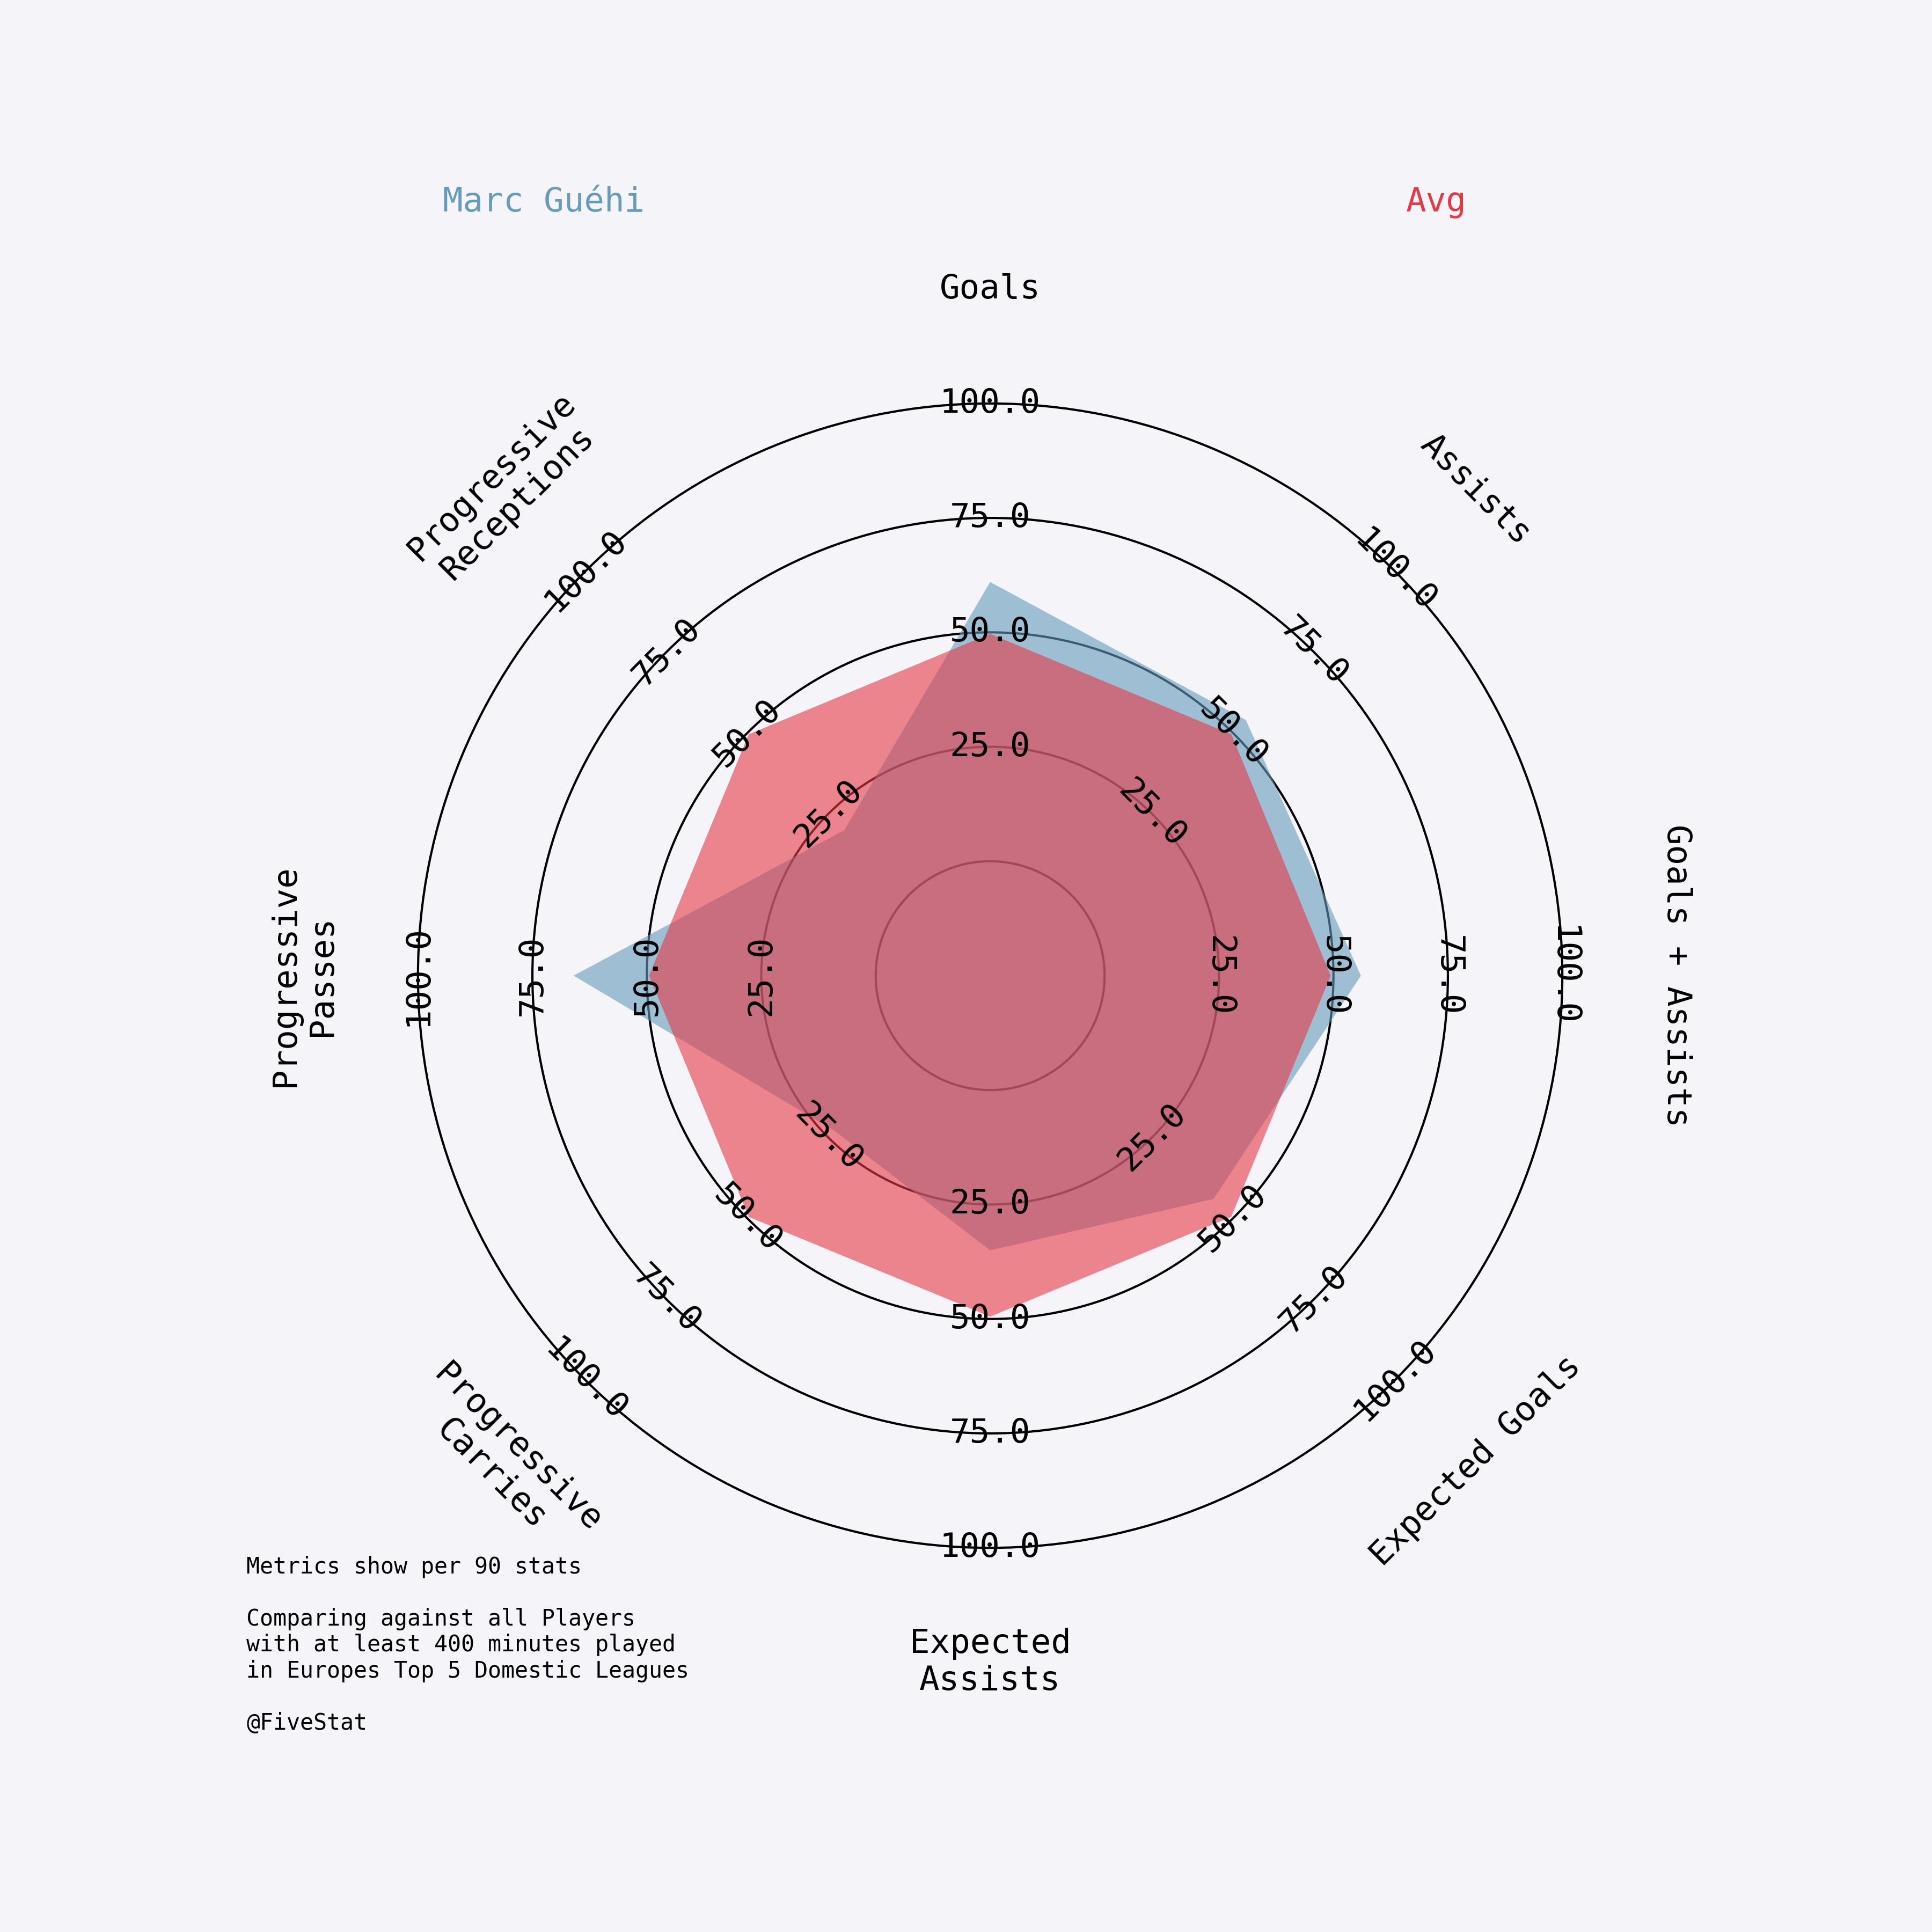 Marc Guéhi
Avg
Goals
Assists
Goals + Assists
Expected Goals
Expected
Assists
Progressive
Carries
Progressive
Passes
Progressive
Receptions
25.0
50.0
75.0
100.0
25.0
50.0
75.0
100.0
25.0
50.0
75.0
100.0
25.0
50.0
75.0
100.0
25.0
50.0
75.0
100.0
25.0
50.0
75.0
100.0
25.0
50.0
75.0
100.0
25.0
50.0
75.0
100.0
Metrics show per 90 stats
Comparing against all Players
with at least 400 minutes played
in Europes Top 5 Domestic Leagues
@FiveStat